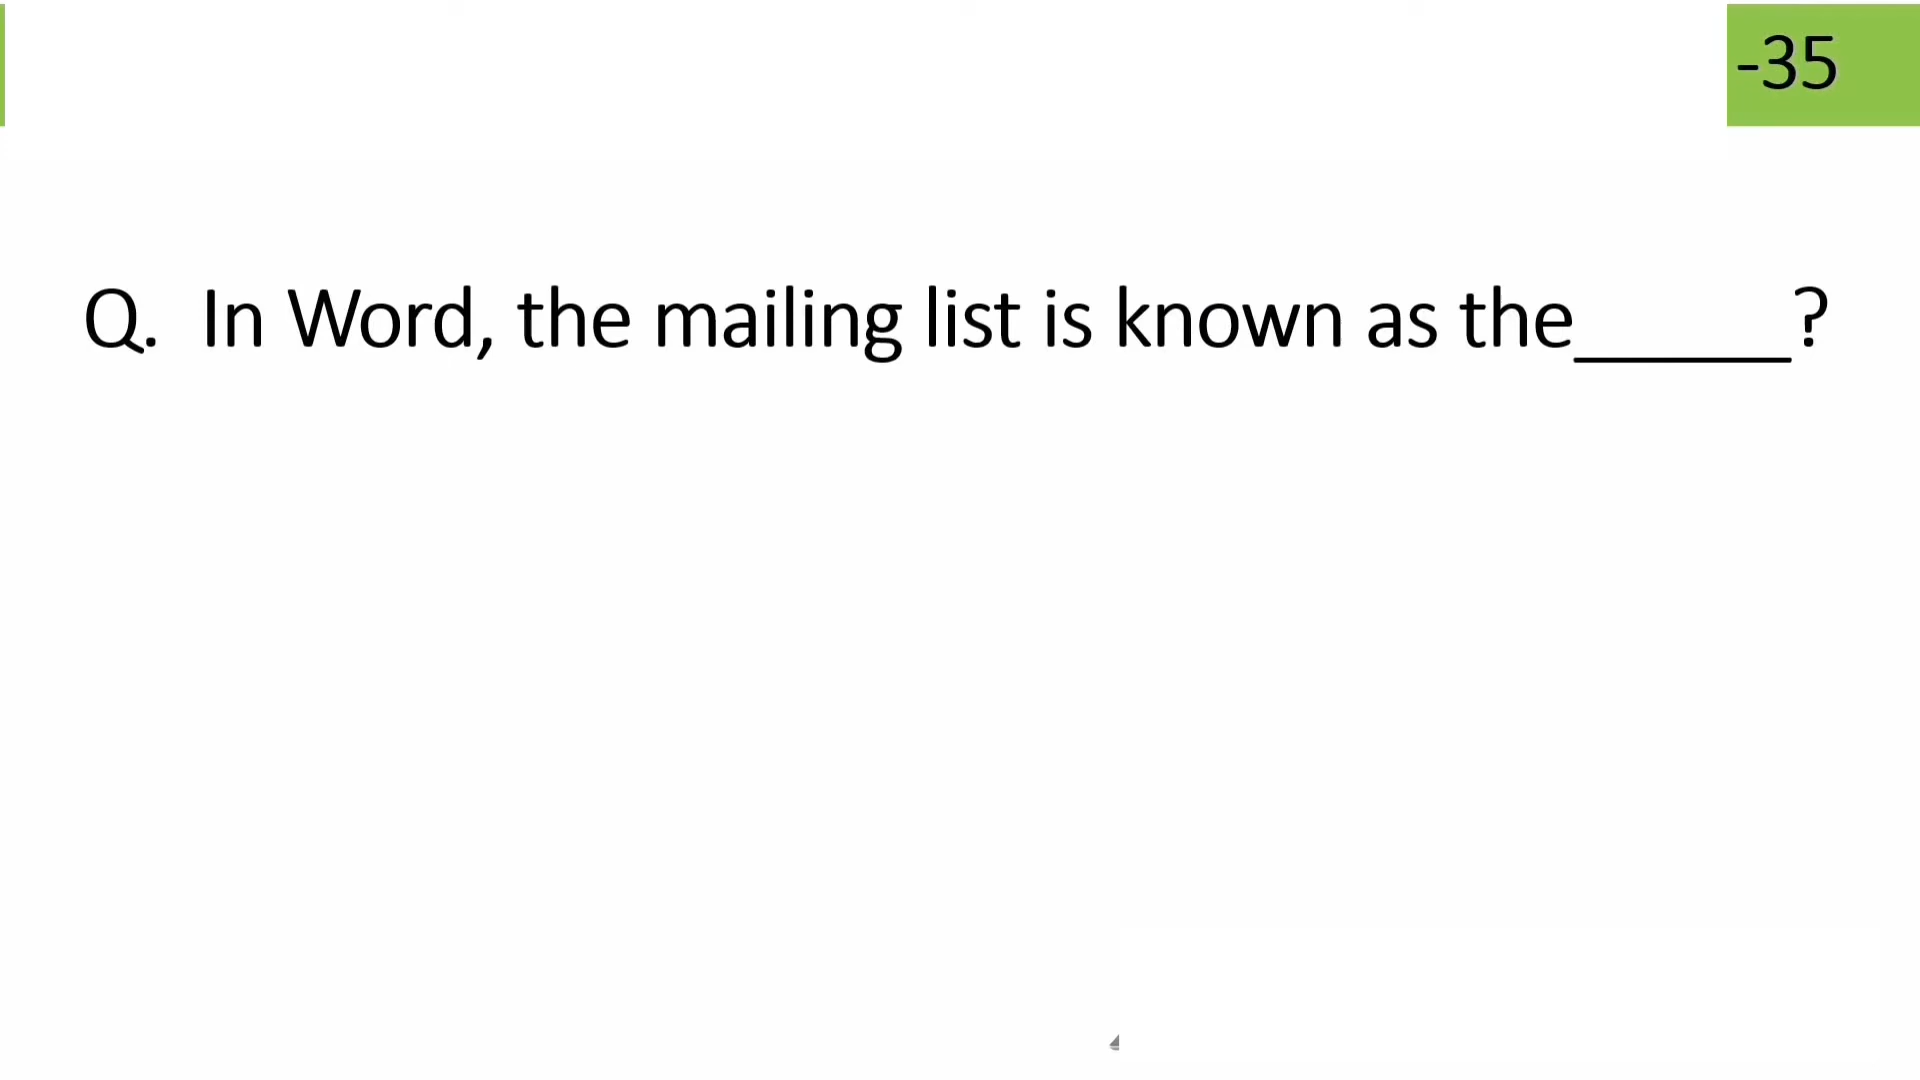 -35
Q. In Word, the mailing list is known as the______?